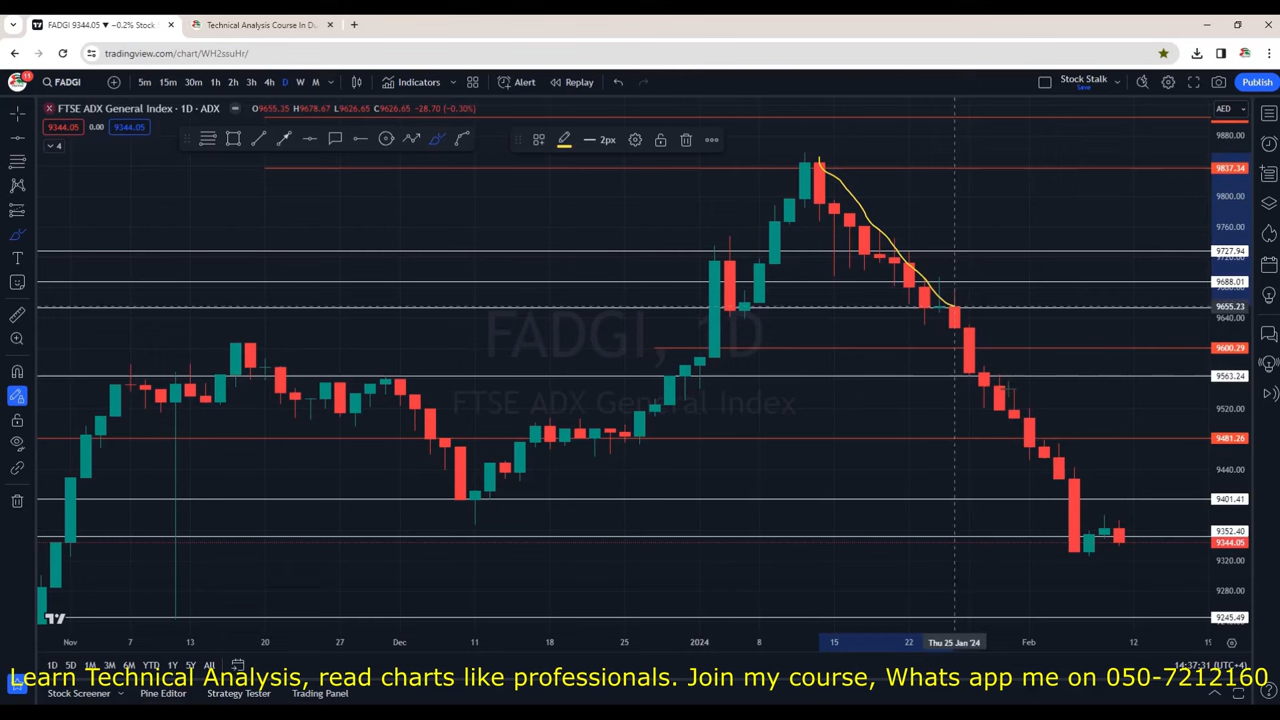 FADGI 9344.05 ▼ −0.2% Stock S
Technical Analysis Course In Du
tradingview.com/chart/WH2ssuHr/
11
FADGI
5m 15m 30m 1h 2h 3h 4h D W M
Indicators
Alert
Replay
Stock Stalk
Save
Publish
FTSE ADX General Index · 1D · ADX
O9655.35 H9678.67 L9626.65 C9626.65 −28.70 (−0.30%)
AED
9344.05 0.00 9344.05
4
2px
9880.00
9837.34
9800.00
9760.00
9727.94
9688.01
9655.23
9640.00
9600.29
9563.24
9520.00
9481.26
9440.00
9401.41
9352.40
9344.05
9320.00
9280.00
9245.49
FADGI, 1D
FTSE ADX General Index
Nov 7 13 20 27 Dec 11 18 25 2024 8 15 22 Thu 25 Jan '24 Feb 12 19
1D 5D 1M 3M 6M YTD 1Y 5Y All
14:37:31 (UTC+4)
Learn Technical Analysis, read charts like professionals. Join my course, Whats app me on 050-7212160
Stock Screener Pine Editor Strategy Tester Trading Panel